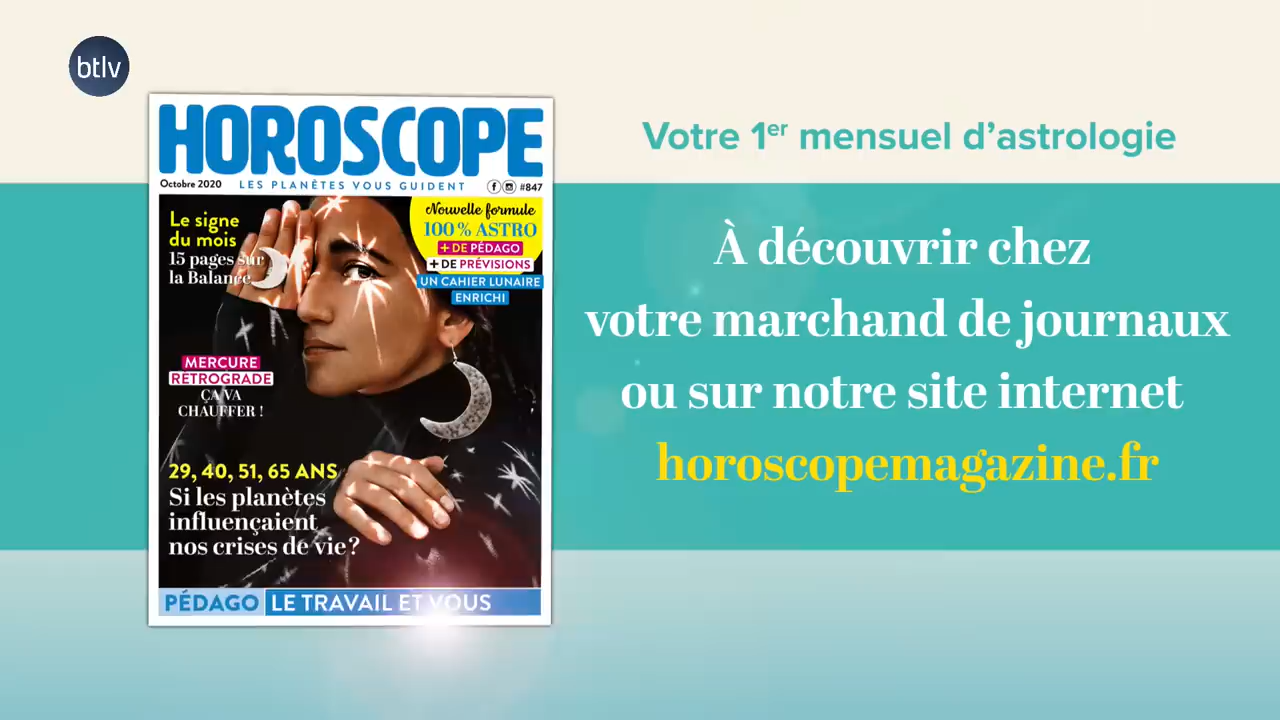 btlv
HOROSCOPE
Octobre 2020
LES PLANÈTES VOUS GUIDENT
#847
Le signe
du mois
15 pages sur
la Balance
Nouvelle formule
100 % ASTRO
+ DE PÉDAGO
+ DE PRÉVISIONS
UN CAHIER LUNAIRE
ENRICHI
MERCURE
RÉTROGRADE
ÇA VA
CHAUFFER !
29, 40, 51, 65 ANS
Si les planètes
influençaient
nos crises de vie ?
PÉDAGO LE TRAVAIL ET VOUS
Votre 1er mensuel d’astrologie
À découvrir chez
votre marchand de journaux
ou sur notre site internet
horoscopemagazine.fr